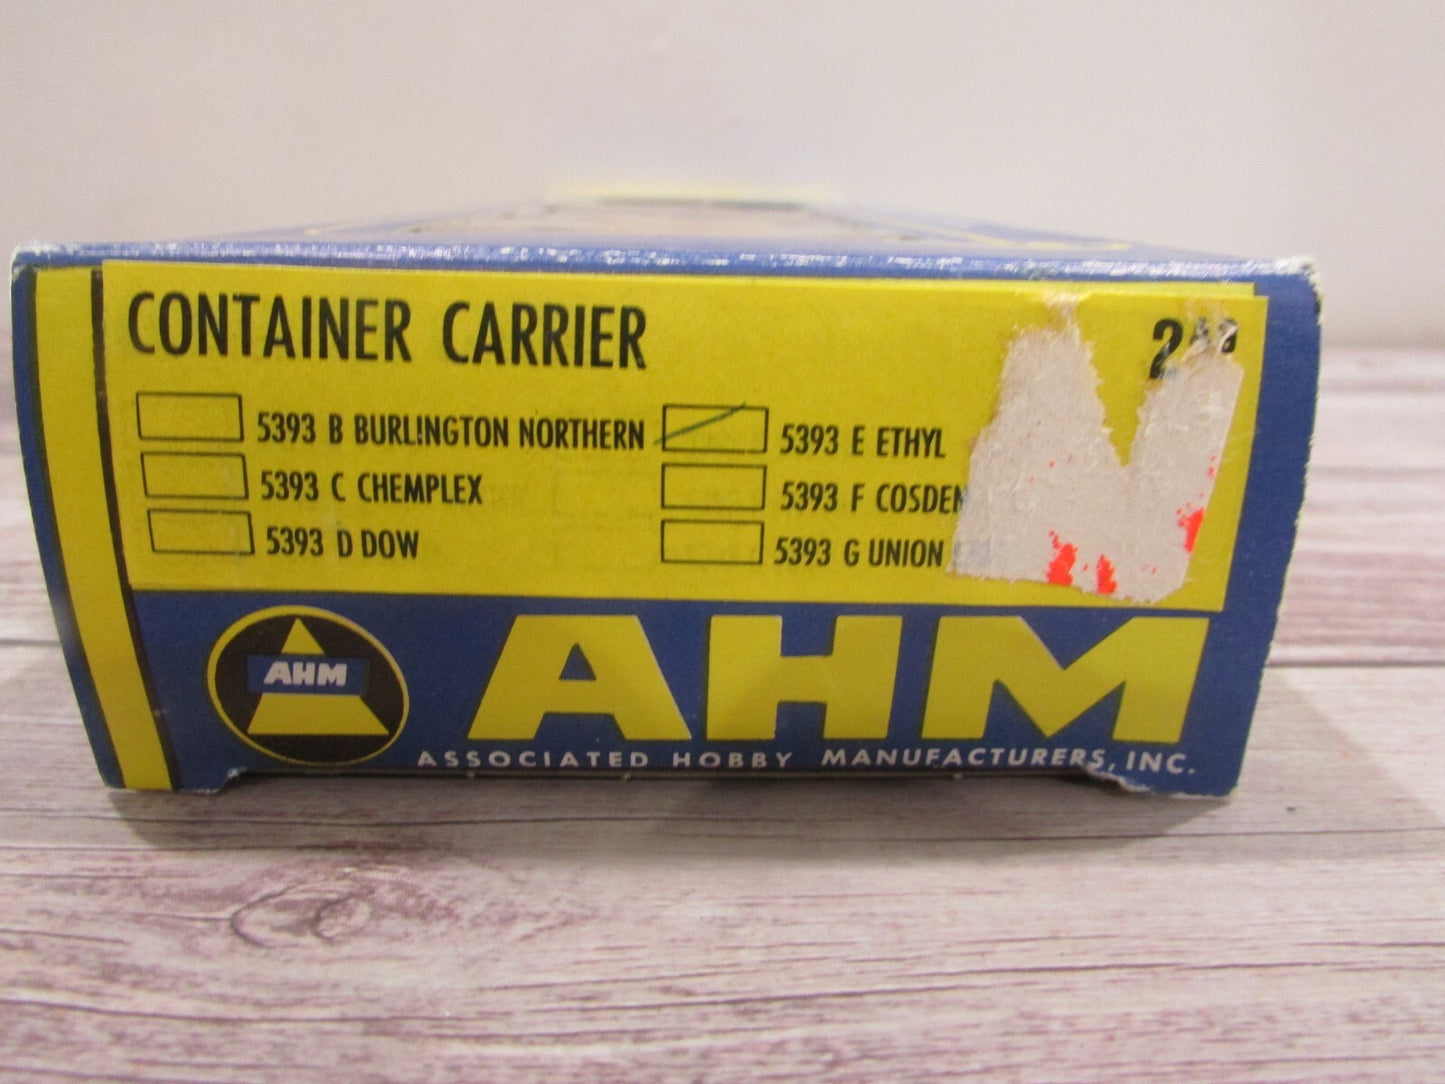 CONTAINER CARRIER
5393 B BURLINGTON NORTHERN
5393 C CHEMPLEX
5393 D DOW
5393 E ETHYL
5393 F COSDEN
5393 G UNION
AHM
AHM
ASSOCIATED HOBBY MANUFACTURERS, INC.